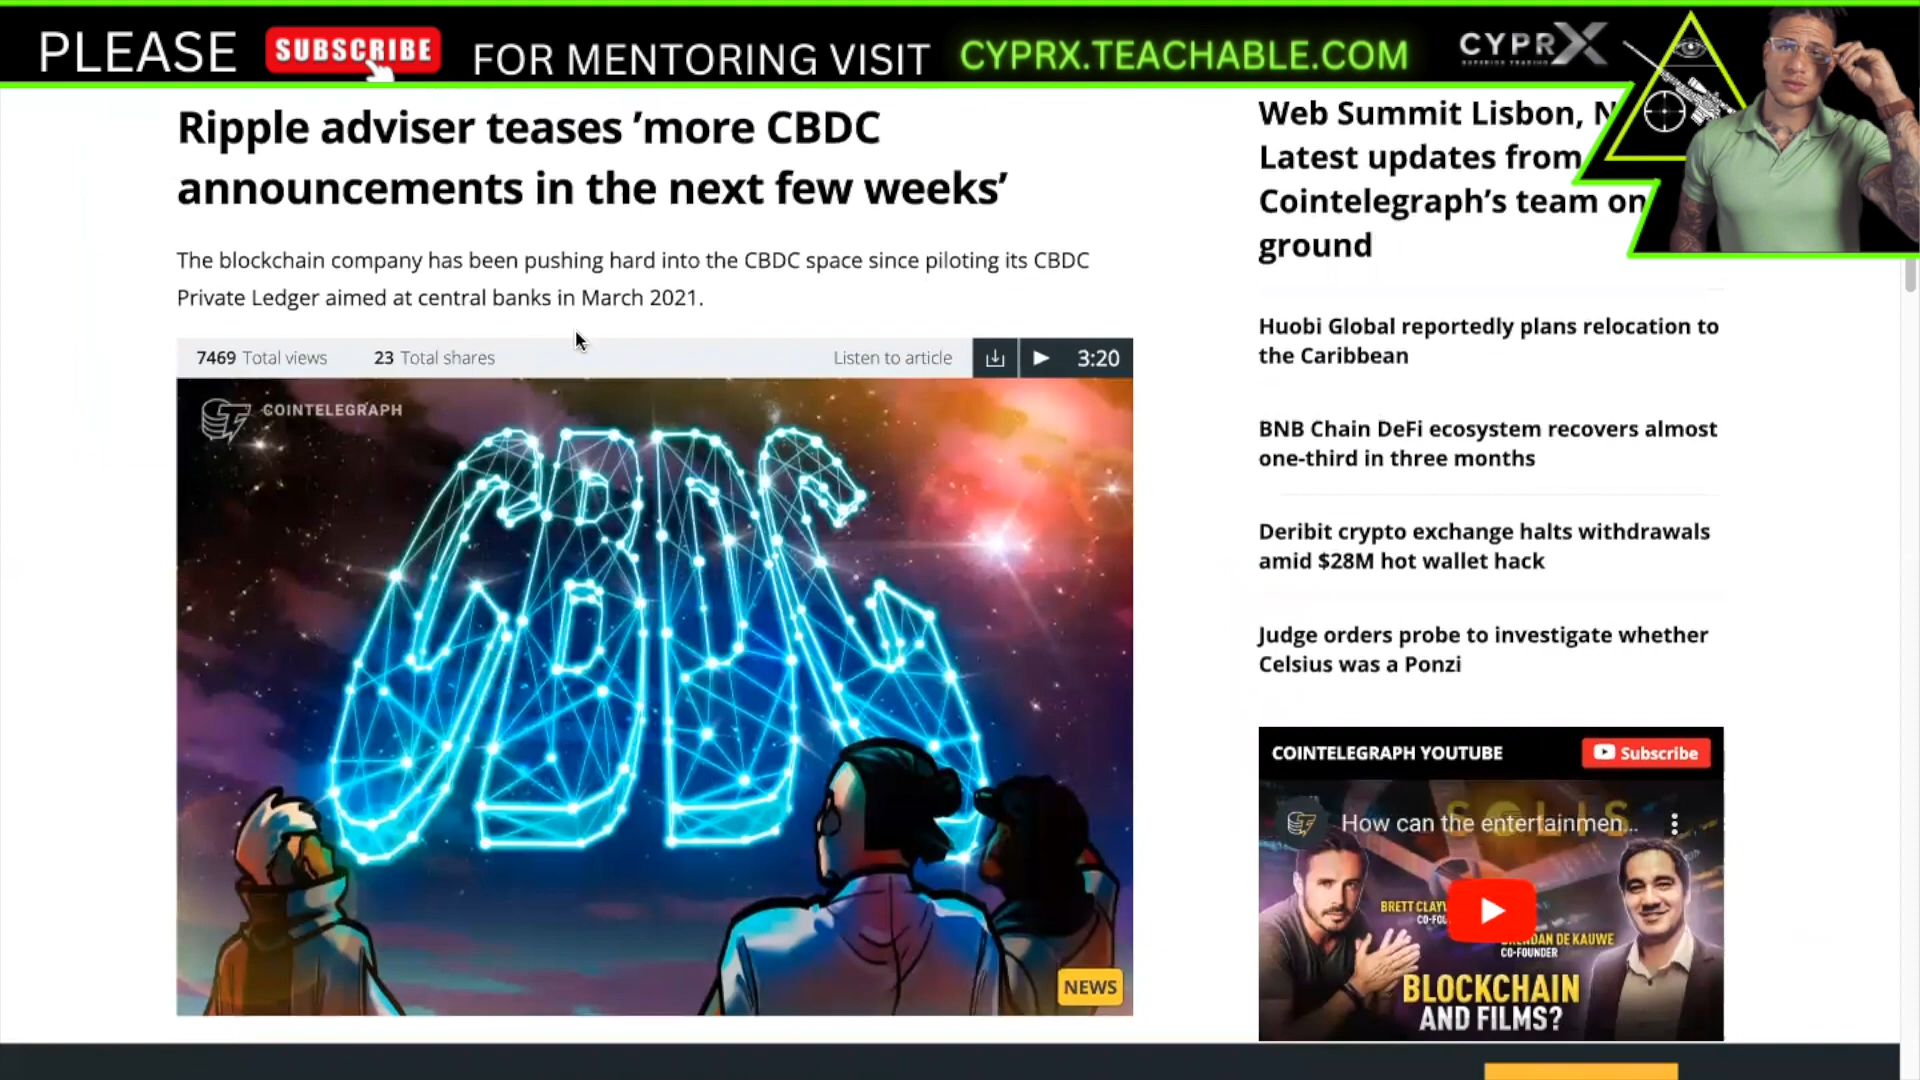 PLEASE SUBSCRIBE FOR MENTORING VISIT CYPRX.TEACHABLE.COM CYPRX
Ripple adviser teases ’more CBDC
announcements in the next few weeks’
The blockchain company has been pushing hard into the CBDC space since piloting its CBDC
Private Ledger aimed at central banks in March 2021.
7469 Total views 23 Total shares Listen to article 3:20
COINTELEGRAPH
CBDC
NEWS
Web Summit Lisbon,
Latest updates from
Cointelegraph’s team on
ground
Huobi Global reportedly plans relocation to
the Caribbean
BNB Chain DeFi ecosystem recovers almost
one-third in three months
Deribit crypto exchange halts withdrawals
amid $28M hot wallet hack
Judge orders probe to investigate whether
Celsius was a Ponzi
COINTELEGRAPH YOUTUBE Subscribe
How can the entertainmen...
BRETT
DE KAUWE
CO-FOUNDER
BLOCKCHAIN
AND FILMS?